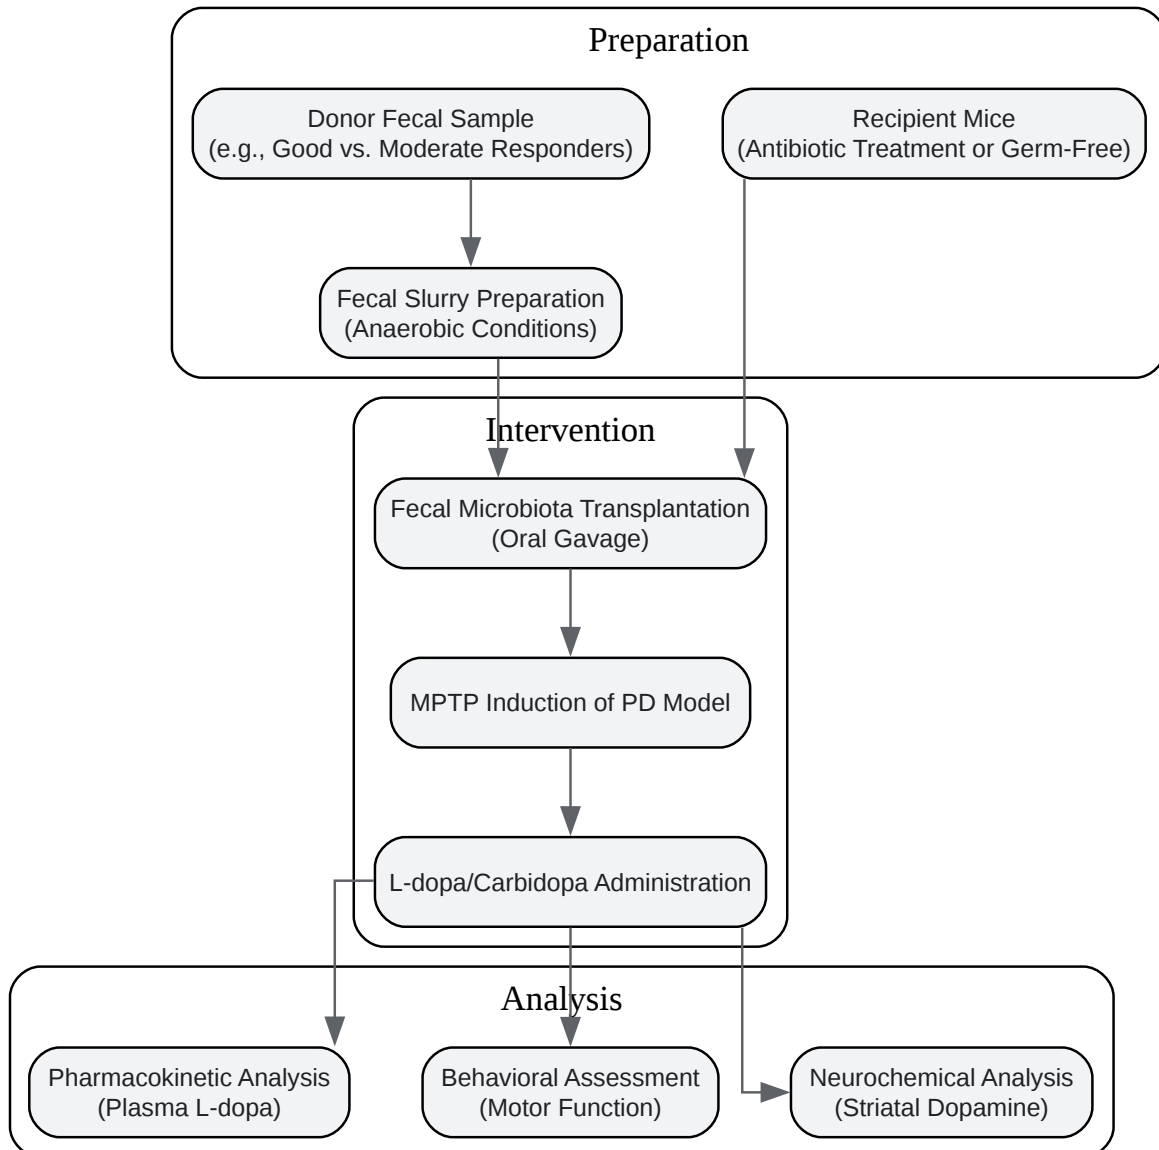 Preparation
Donor Fecal Sample
(e.g., Good vs. Moderate Responders)
Recipient Mice
(Antibiotic Treatment or Germ-Free)
Fecal Slurry Preparation
(Anaerobic Conditions)
Intervention
Fecal Microbiota Transplantation
(Oral Gavage)
MPTP Induction of PD Model
L-dopa/Carbidopa Administration
Analysis
Pharmacokinetic Analysis
(Plasma L-dopa)
Behavioral Assessment
(Motor Function)
Neurochemical Analysis
(Striatal Dopamine)